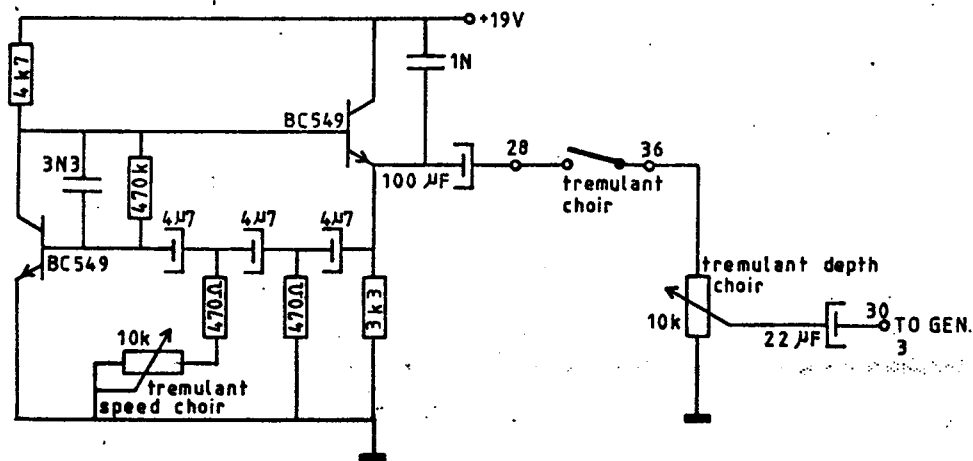 +19V
4k7
1N
BC549
3N3
470k
100 µF
28
36
tremulant
choir
4µ7
4µ7
4µ7
BC549
470Ω
470Ω
3k3
10k
tremulant
speed choir
tremulant depth
choir
10k
22 µF
30
TO GEN.
3